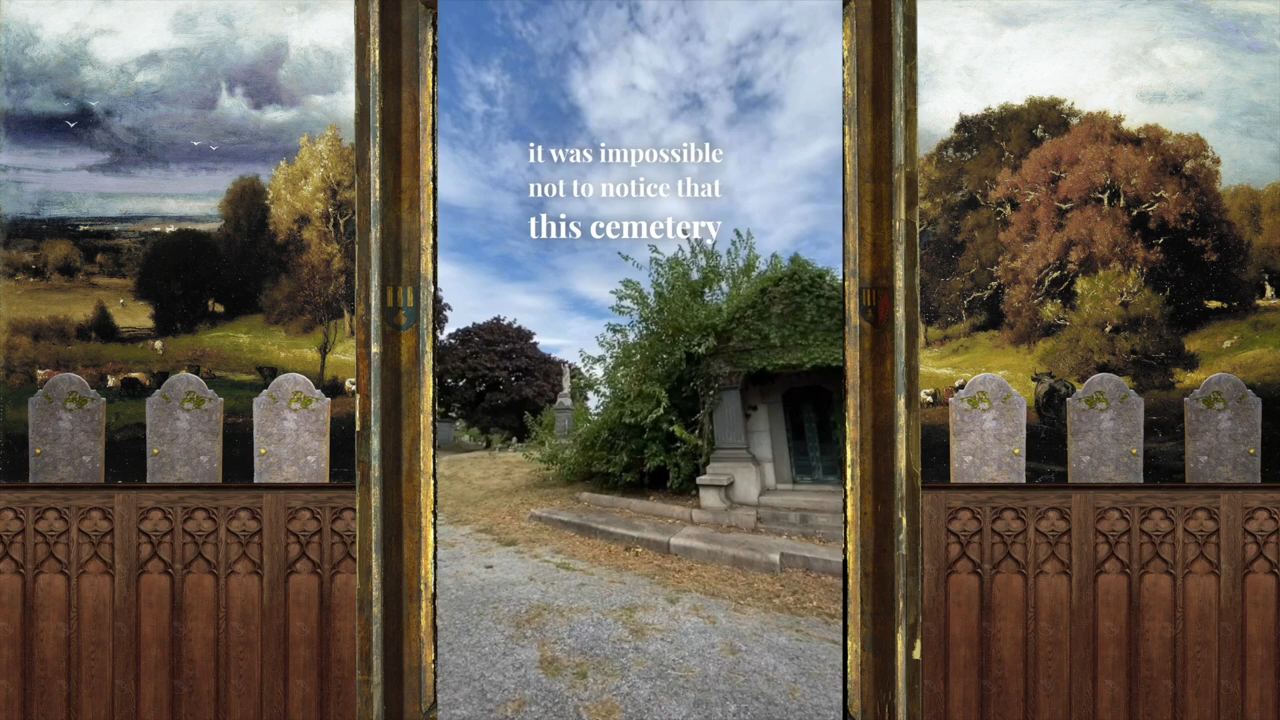 it was impossible
not to notice that
this cemetery